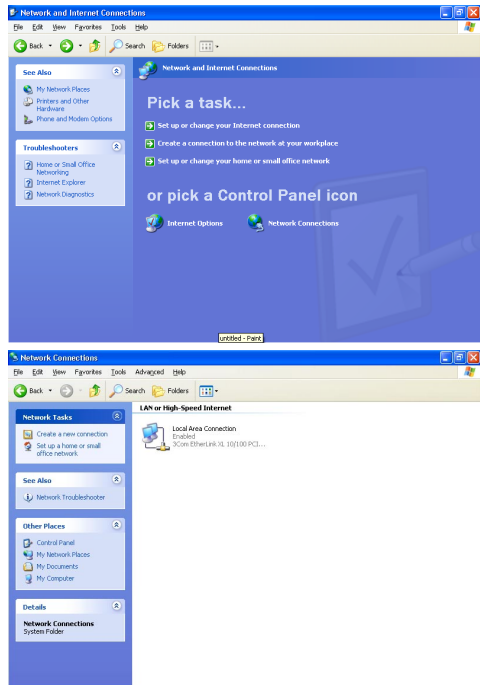 Network and Internet Connections
File Edit View Favorites Tools Help
Back Search Folders
Network and Internet Connections
See Also
My Network Places
Printers and Other
Hardware
Phone and Modem Options
Troubleshooters
Home or Small Office
Networking
Internet Explorer
Network Diagnostics
Pick a task...
Set up or change your Internet connection
Create a connection to the network at your workplace
Set up or change your home or small office network
or pick a Control Panel icon
Internet Options Network Connections
untitled - Paint
Network Connections
File Edit View Favorites Tools Advanced Help
Back Search Folders
Network Tasks
Create a new connection
Set up a home or small
office network
See Also
Network Troubleshooter
Other Places
Control Panel
My Network Places
My Documents
My Computer
Details
Network Connections
System Folder
LAN or High-Speed Internet
Local Area Connection
Enabled
3Com EtherLink XL 10/100 PCI...